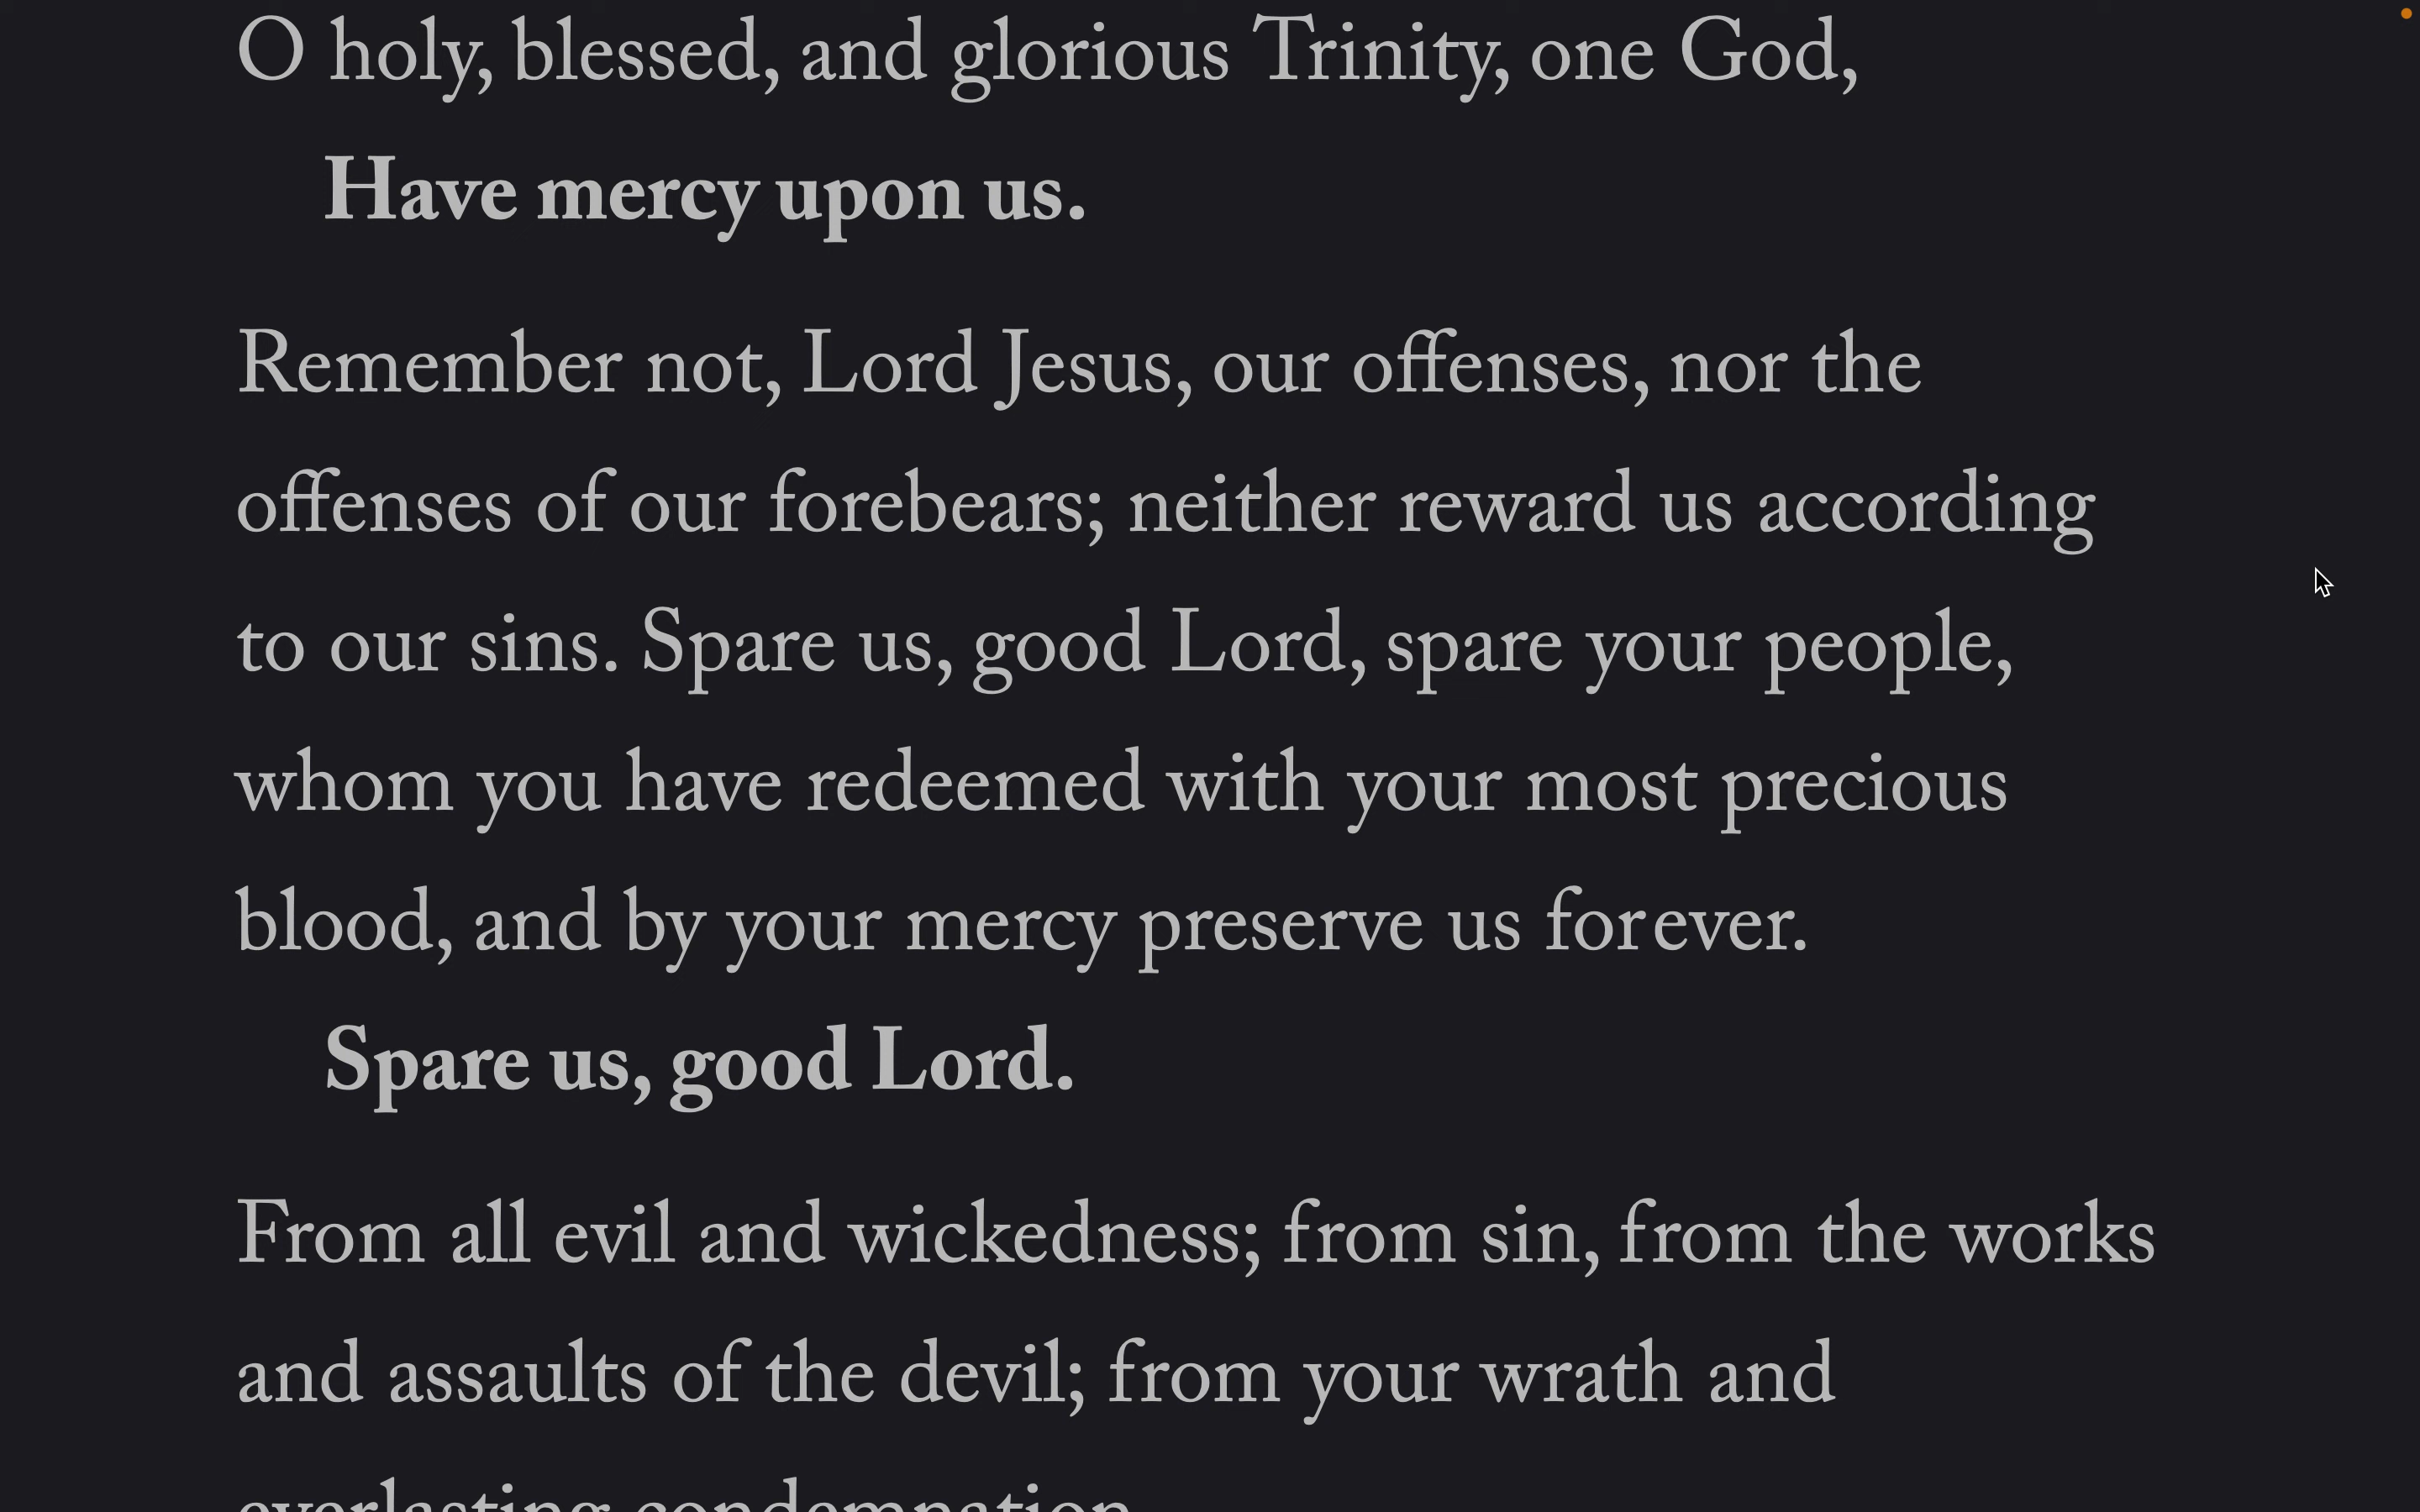 O holy, blessed, and glorious Trinity, one God,
Have mercy upon us.
Remember not, Lord Jesus, our offenses, nor the
offenses of our forebears; neither reward us according
to our sins. Spare us, good Lord, spare your people,
whom you have redeemed with your most precious
blood, and by your mercy preserve us forever.
Spare us, good Lord.
From all evil and wickedness; from sin, from the works
and assaults of the devil; from your wrath and
everlasting condemnation